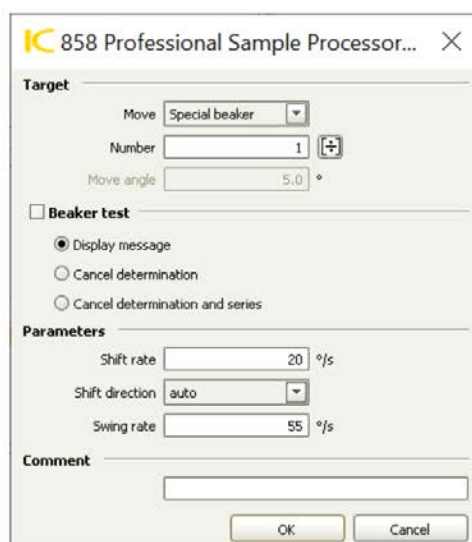 IC 858 Professional Sample Processor...
Target
Move Special beaker
Number 1
Move angle 5.0 °
Beaker test
Display message
Cancel determination
Cancel determination and series
Parameters
Shift rate 20 °/s
Shift direction auto
Swing rate 55 °/s
Comment
OK Cancel